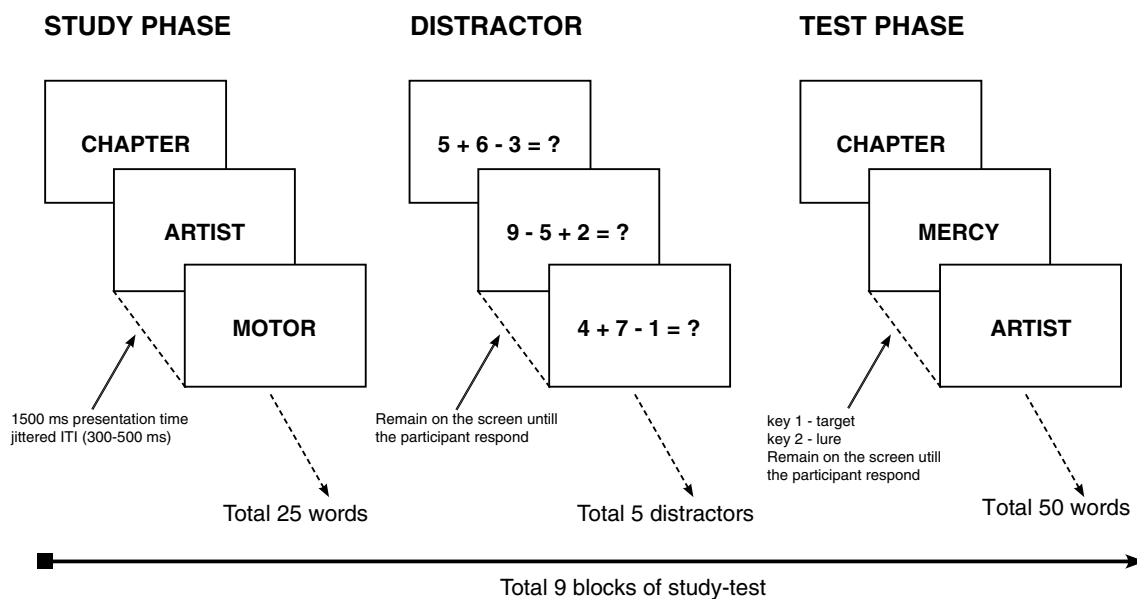 STUDY PHASE
CHAPTER
ARTIST
MOTOR
1500 ms presentation time
jittered ITI (300-500 ms)
Total 25 words
DISTRACTOR
5 + 6 - 3 = ?
9 - 5 + 2 = ?
4 + 7 - 1 = ?
Remain on the screen untill
the participant respond
Total 5 distractors
TEST PHASE
CHAPTER
MERCY
ARTIST
key 1 - target
key 2 - lure
Remain on the screen utill
the participant respond
Total 50 words
Total 9 blocks of study-test